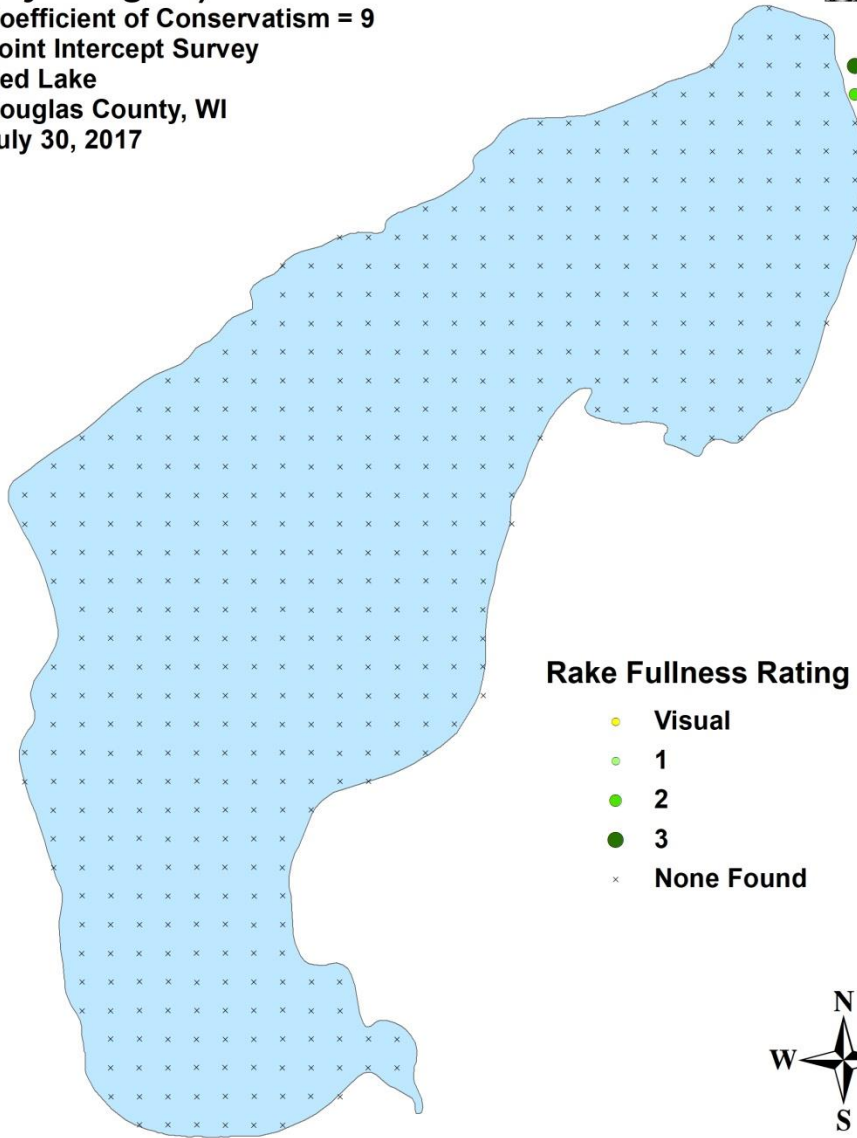 oefficient of Conservatism = 9
oint Intercept Survey
ed Lake
ouglas County, WI
uly 30, 2017
Rake Fullness Rating
Visual
1
2
3
None Found
N
W
S